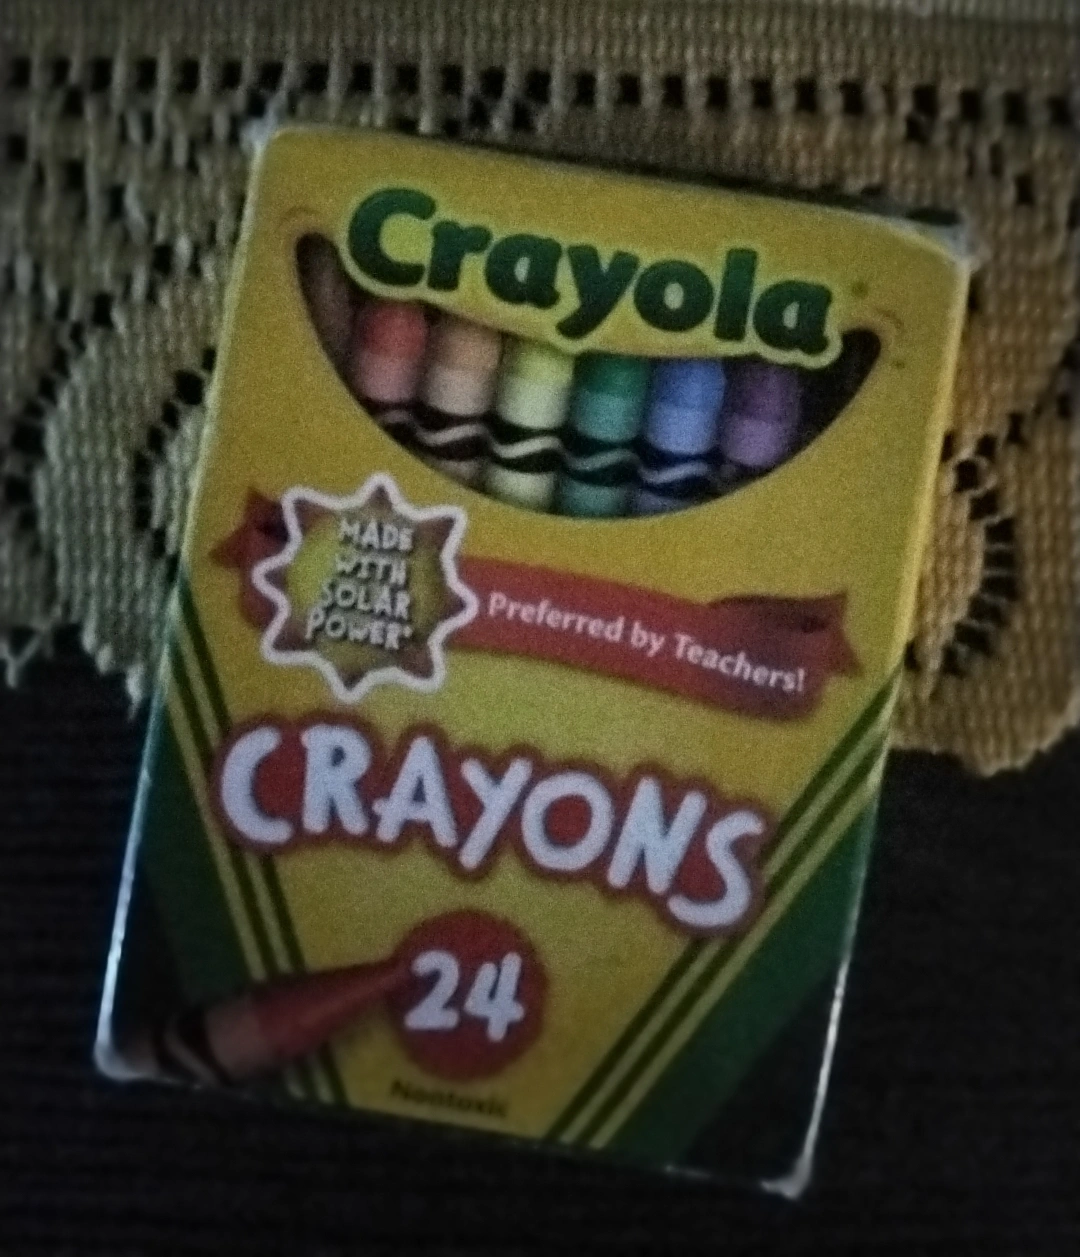 Crayola
MADE
WITH
SOLAR
POWER*
Preferred by Teachers!
CRAYONS
24
Nontoxic